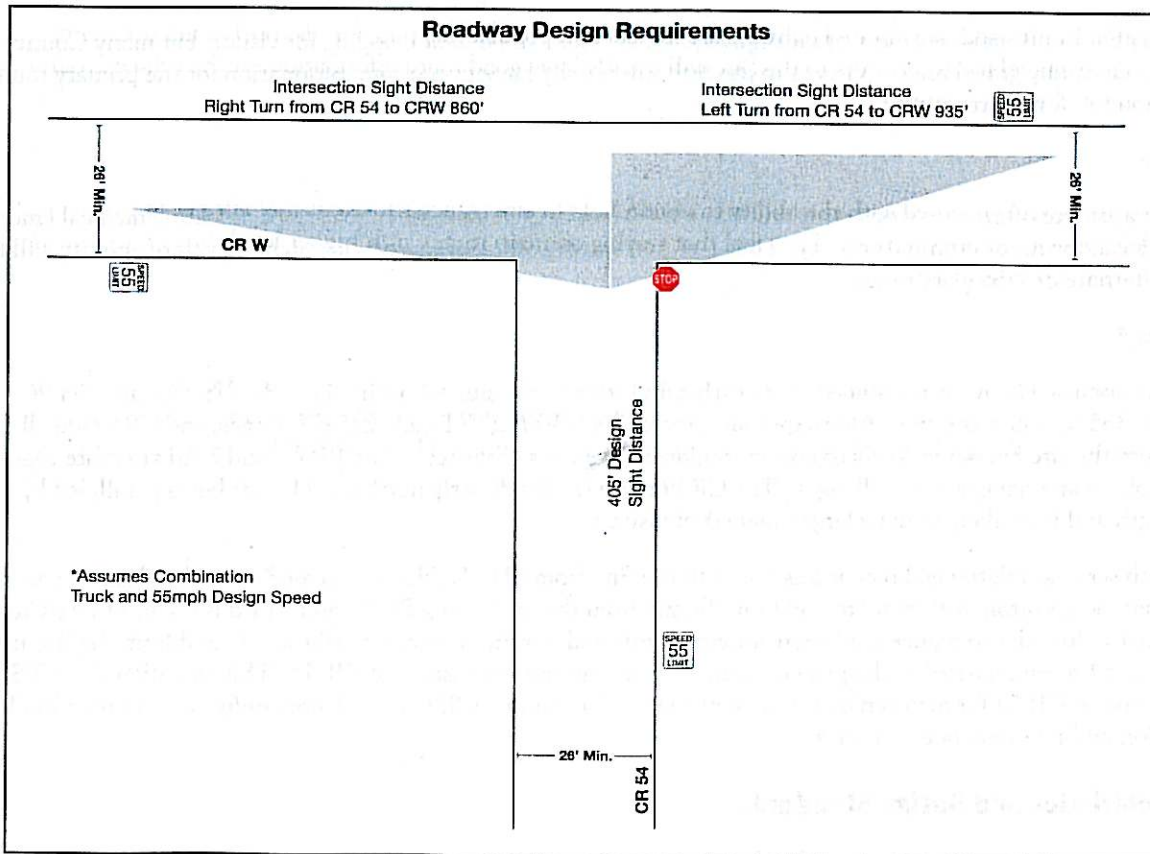 Roadway Design Requirements
Intersection Sight Distance
Right Turn from CR 54 to CRW 860'
Intersection Sight Distance
Left Turn from CR 54 to CRW 935'
SPEED
LIMIT
55
26' Min.
26' Min.
CR W
SPEED
LIMIT
55
STOP
405' Design
Sight Distance
*Assumes Combination
Truck and 55mph Design Speed
SPEED
55
LIMIT
26' Min.
CR 54